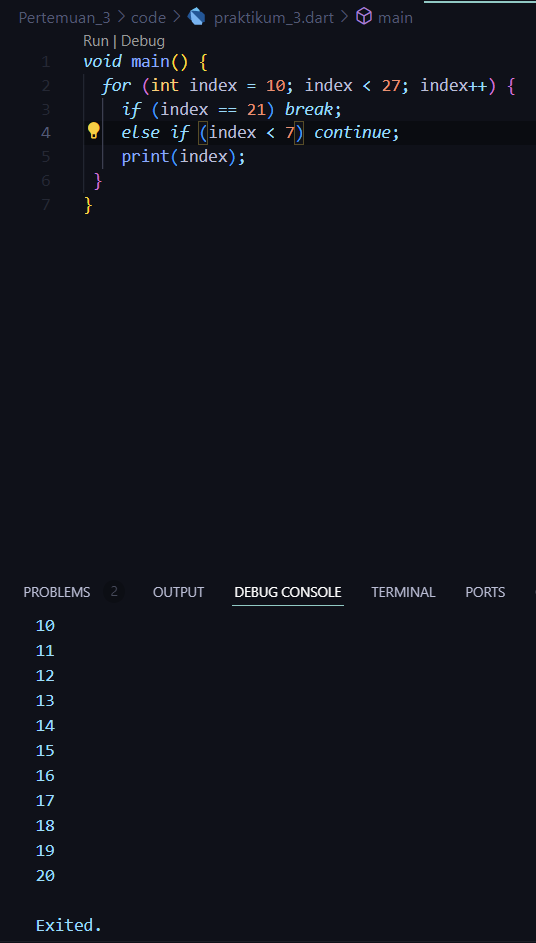 Pertemuan_3 > code > praktikum_3.dart > main
Run | Debug
1 void main() {
2 for (int index = 10; index < 27; index++) {
3 if (index == 21) break;
4 else if (index < 7) continue;
5 print(index);
6 }
7 }
PROBLEMS 2 OUTPUT DEBUG CONSOLE TERMINAL PORTS
10
11
12
13
14
15
16
17
18
19
20
Exited.